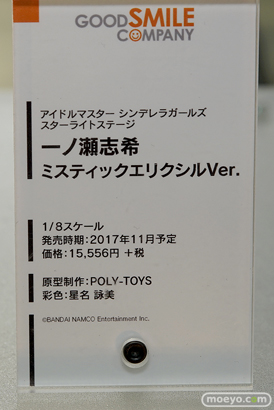 GOOD SMILE
COMPANY
アイドルマスター シンデレラガールズ
スターライトステージ
一ノ瀬志希
ミスティックエリクシルVer.
1/8スケール
発売時期：2017年11月予定
価格：15,556円 +税
原型制作：POLY-TOYS
彩色：星名 詠美
©BANDAI NAMCO Entertainment Inc.
moeyo.com